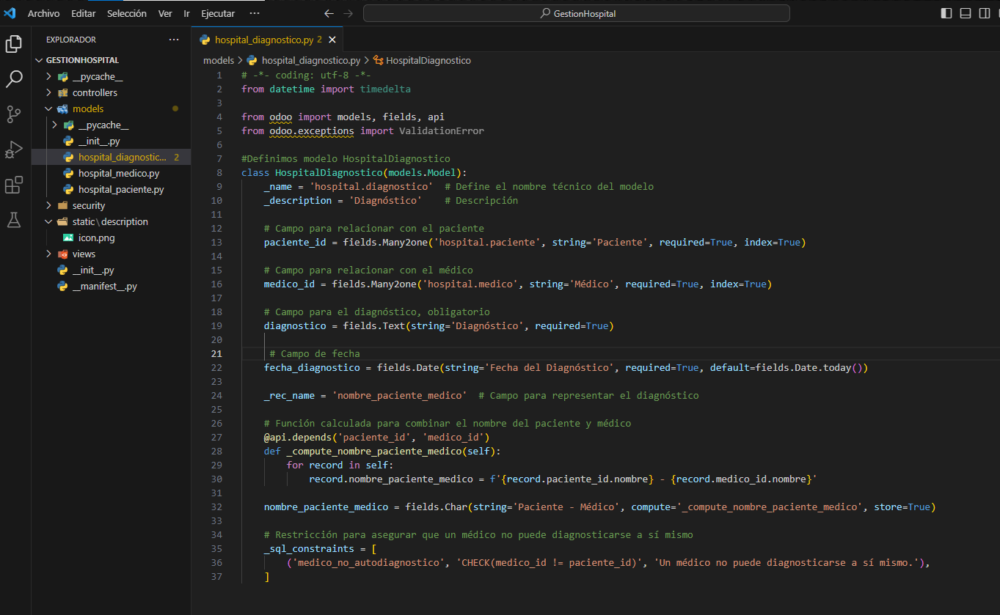 Archivo Editar Selección Ver Ir Ejecutar ··· GestionHospital
EXPLORADOR ···
GESTIONHOSPITAL
__pycache__
controllers
models
__pycache__
__init__.py
hospital_diagnostic... 2
hospital_medico.py
hospital_paciente.py
security
static\description
icon.png
views
__init__.py
__manifest__.py
hospital_diagnostico.py 2
models > hospital_diagnostico.py > HospitalDiagnostico
1 # -*- coding: utf-8 -*-
2 from datetime import timedelta
3
4 from odoo import models, fields, api
5 from odoo.exceptions import ValidationError
6
7 #Definimos modelo HospitalDiagnostico
8 class HospitalDiagnostico(models.Model):
9 _name = 'hospital.diagnostico' # Define el nombre técnico del modelo
10 _description = 'Diagnóstico' # Descripción
11
12 # Campo para relacionar con el paciente
13 paciente_id = fields.Many2one('hospital.paciente', string='Paciente', required=True, index=True)
14
15 # Campo para relacionar con el médico
16 medico_id = fields.Many2one('hospital.medico', string='Médico', required=True, index=True)
17
18 # Campo para el diagnóstico, obligatorio
19 diagnostico = fields.Text(string='Diagnóstico', required=True)
20
21 # Campo de fecha
22 fecha_diagnostico = fields.Date(string='Fecha del Diagnóstico', required=True, default=fields.Date.today())
23
24 _rec_name = 'nombre_paciente_medico' # Campo para representar el diagnóstico
25
26 # Función calculada para combinar el nombre del paciente y médico
27 @api.depends('paciente_id', 'medico_id')
28 def _compute_nombre_paciente_medico(self):
29 for record in self:
30 record.nombre_paciente_medico = f'{record.paciente_id.nombre} - {record.medico_id.nombre}'
31
32 nombre_paciente_medico = fields.Char(string='Paciente - Médico', compute='_compute_nombre_paciente_medico', store=True)
33
34 # Restricción para asegurar que un médico no puede diagnosticarse a sí mismo
35 _sql_constraints = [
36 ('medico_no_autodiagnostico', 'CHECK(medico_id != paciente_id)', 'Un médico no puede diagnosticarse a sí mismo.'),
37 ]